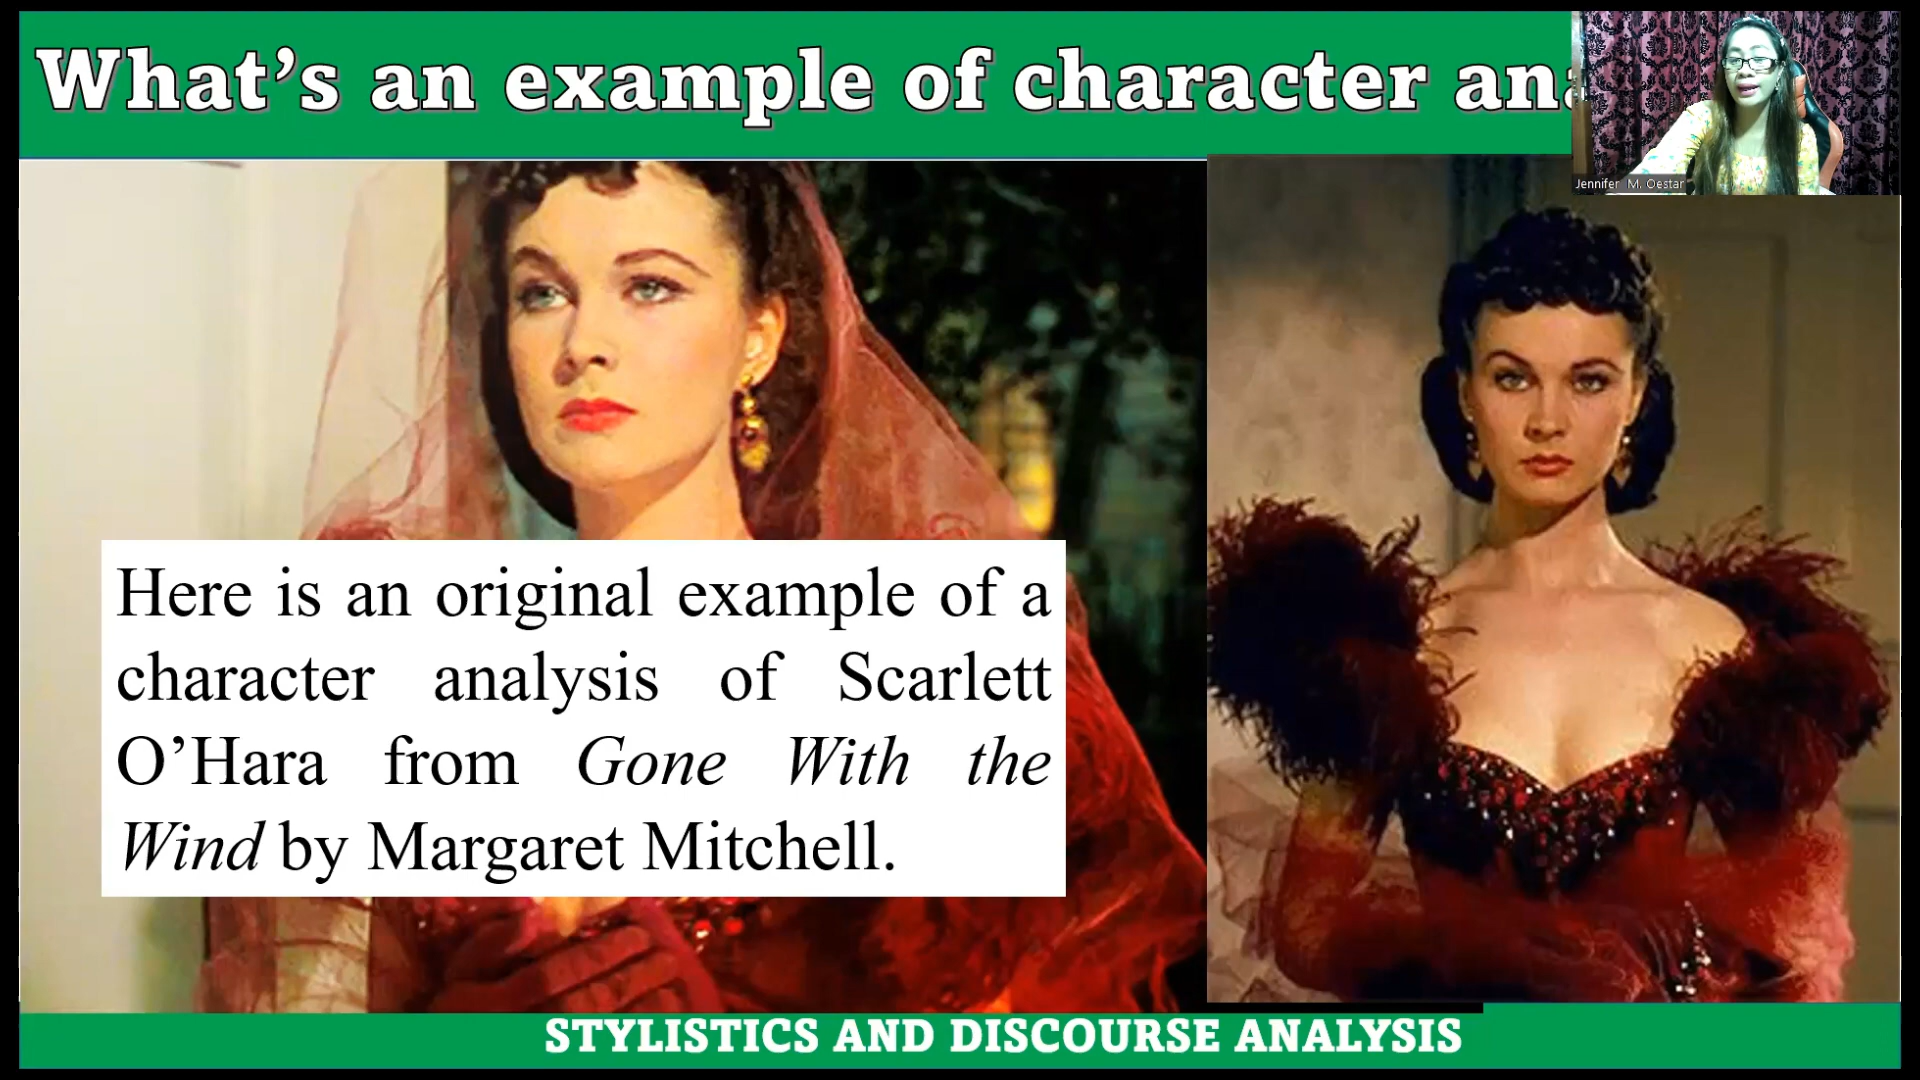 What's an example of character ana
Jennifer M. Oestar
Here is an original example of a
character analysis of Scarlett
O'Hara from Gone With the
Wind by Margaret Mitchell.
STYLISTICS AND DISCOURSE ANALYSIS